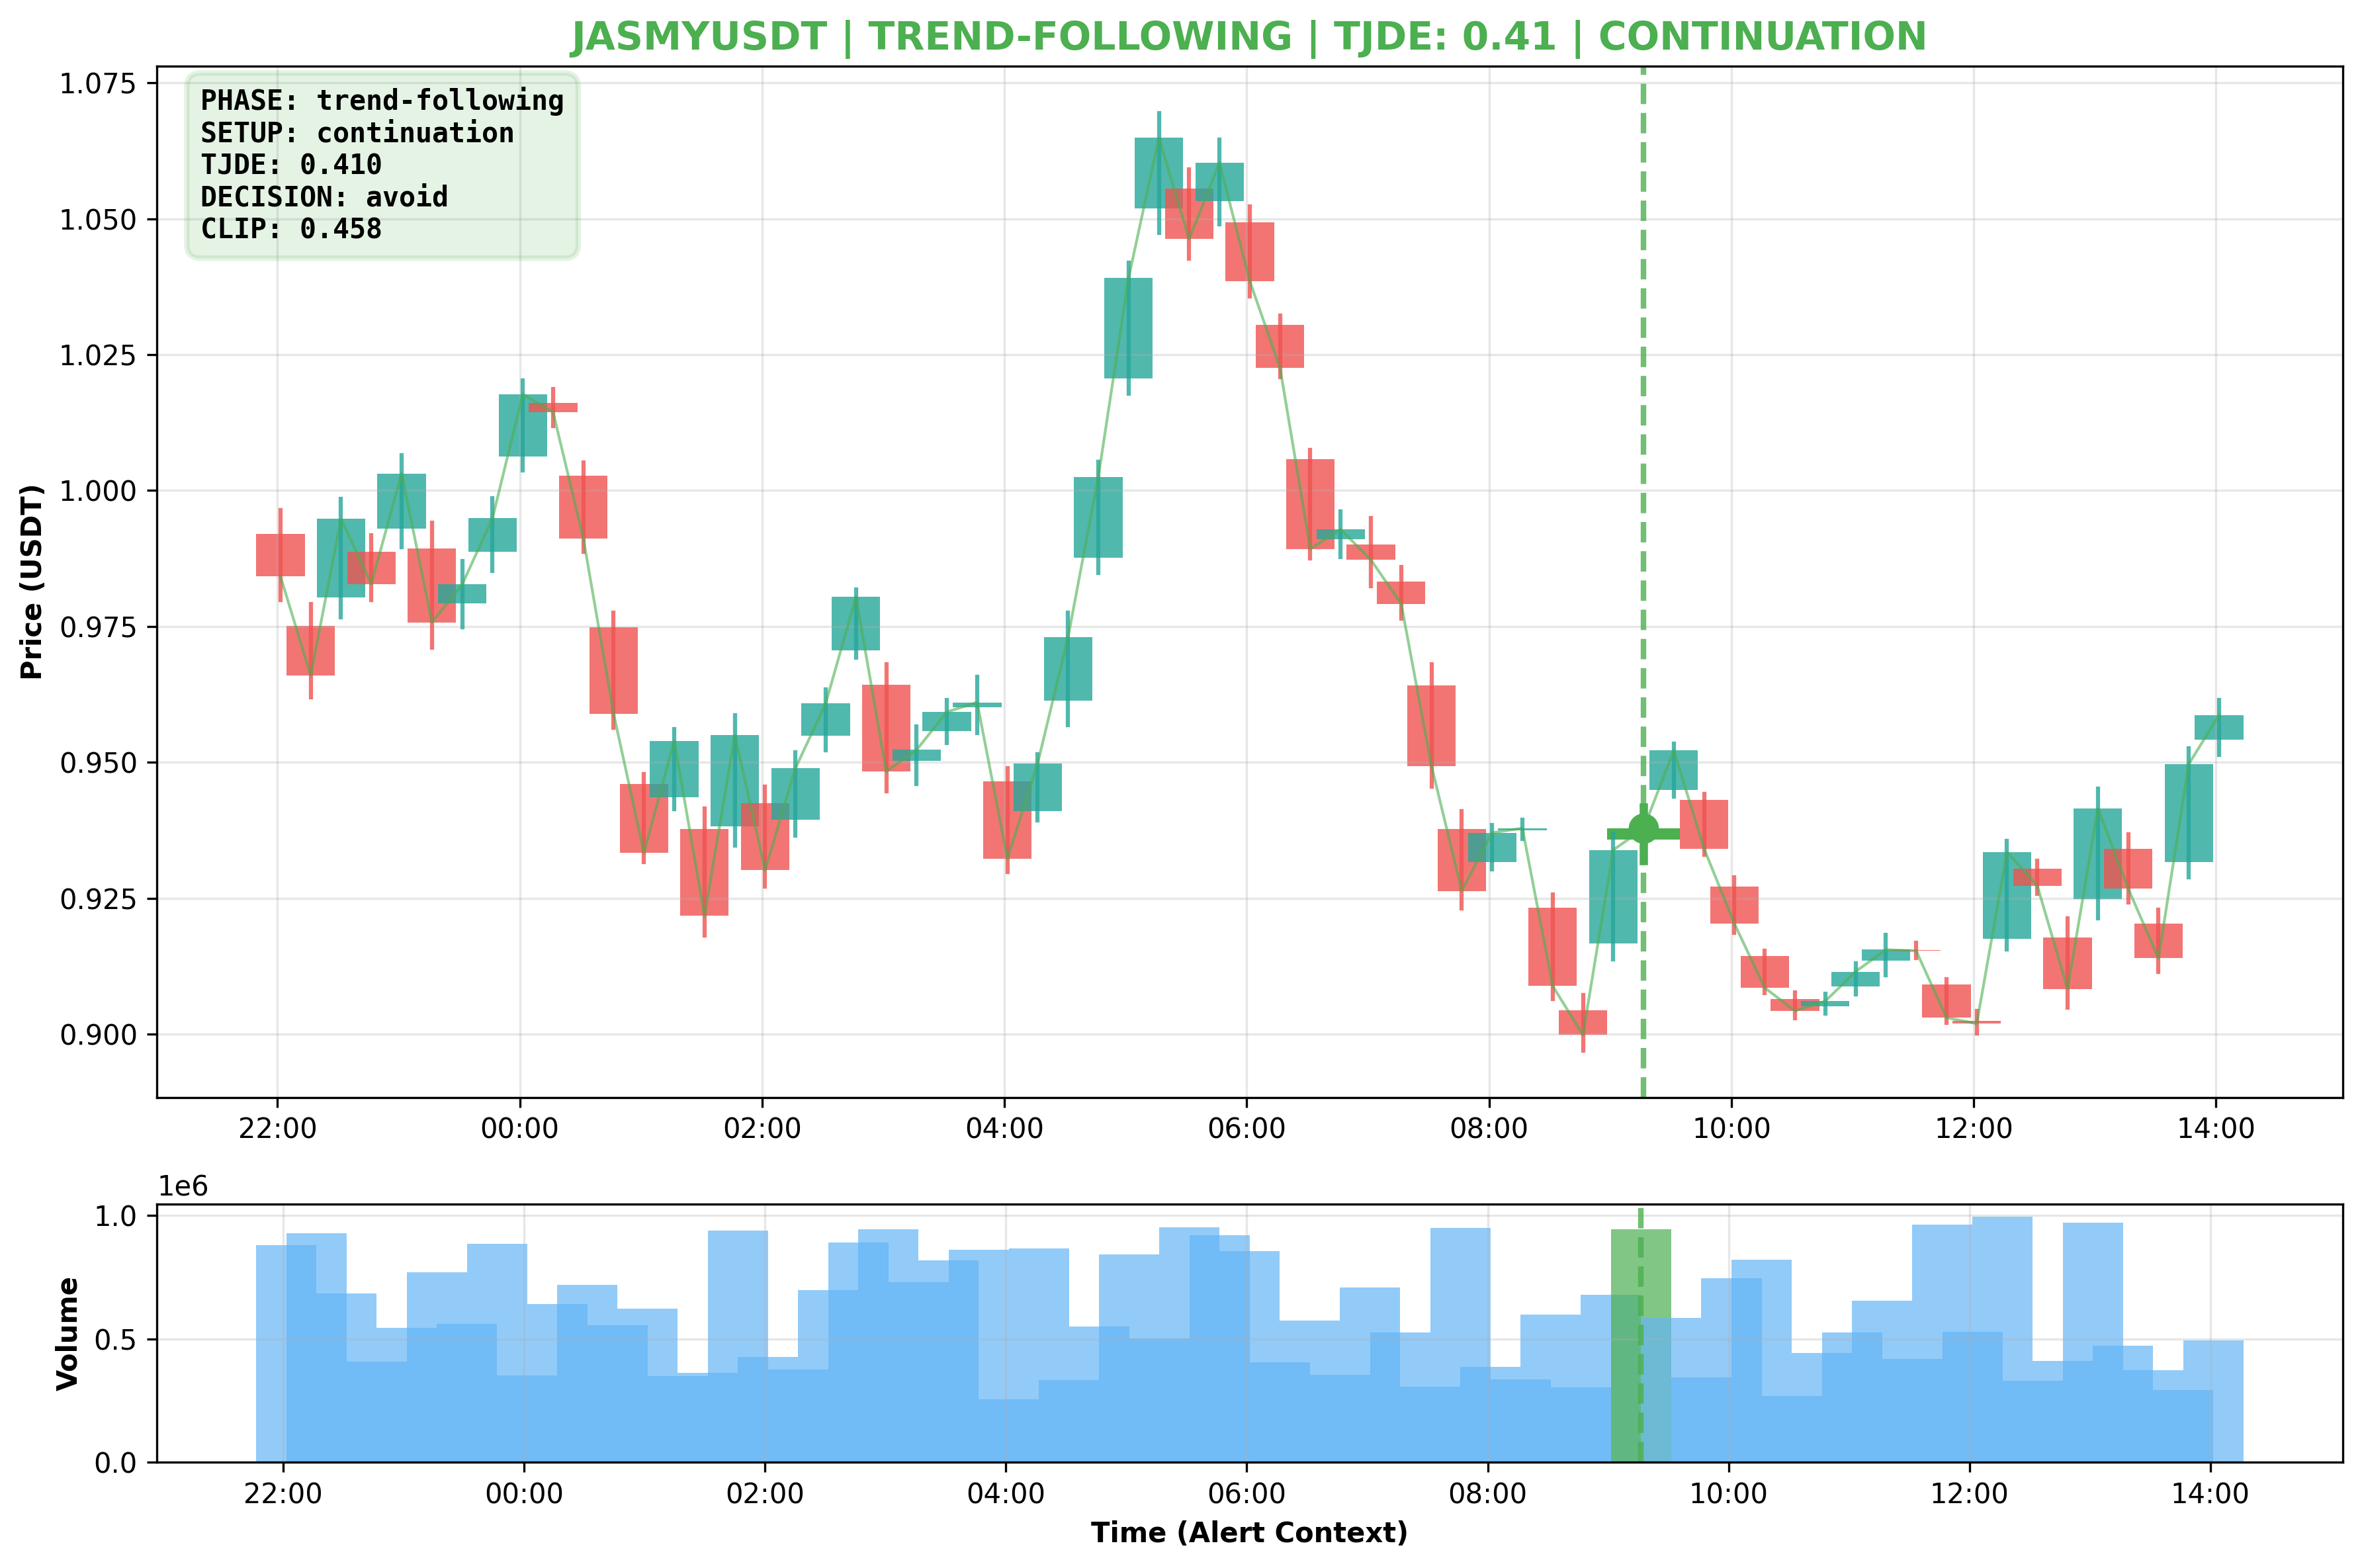 JASMYUSDT | TREND-FOLLOWING | TJDE: 0.41 | CONTINUATION
PHASE: trend-following
SETUP: continuation
TJDE: 0.410
DECISION: avoid
CLIP: 0.458
Price (USDT)
1.075
1.050
1.025
1.000
0.975
0.950
0.925
0.900
22:00 00:00 02:00 04:00 06:00 08:00 10:00 12:00 14:00
1e6
Volume
1.0
0.5
0.0
22:00 00:00 02:00 04:00 06:00 08:00 10:00 12:00 14:00
Time (Alert Context)